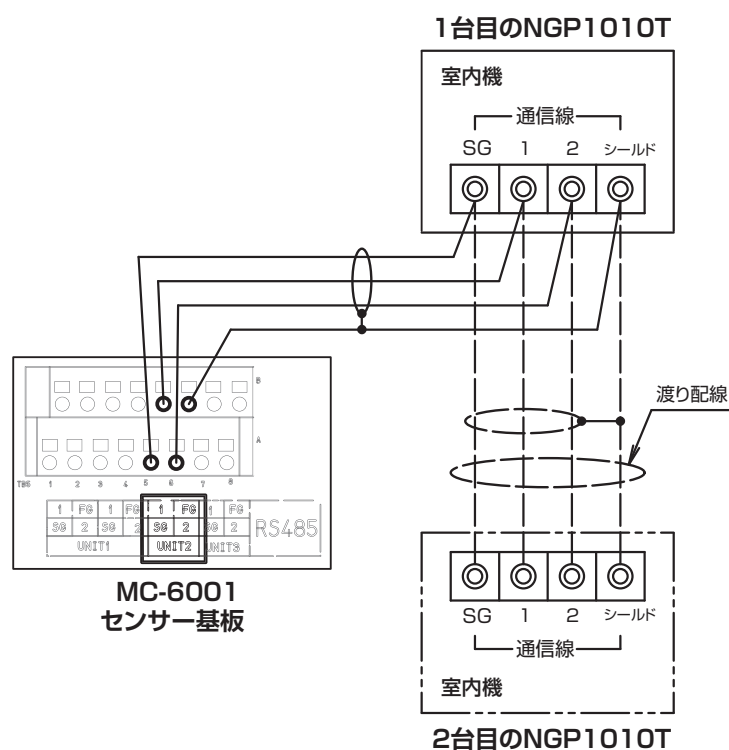 1台目のNGP1010T
室内機
通信線
SG 1 2 シールド
渡り配線
B
A
TB6 1 2 3 4 5 6 7 8
1 FG 1 FG 1 FG 1 FG
SG 2 SG 2 SG 2 SG 2
UNIT1 UNIT2 UNIT3
RS485
MC-6001
センサー基板
SG 1 2 シールド
通信線
室内機
2台目のNGP1010T